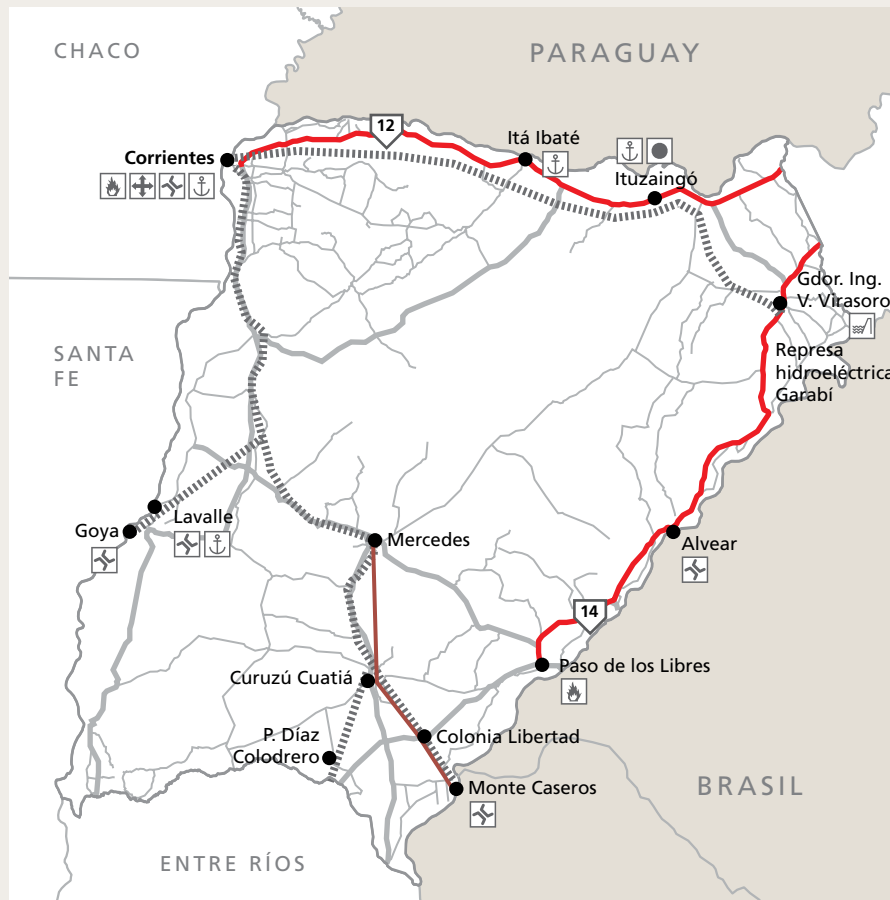 CHACO
PARAGUAY
12
Itá Ibaté
Corrientes
Ituzaingó
Gdor. Ing.
V. Virasoro
SANTA
FE
Represa
hidroeléctrica
Garabí
Goya
Lavalle
Mercedes
Alvear
14
Paso de los Libres
Curuzú Cuatiá
P. Díaz
Colodrero
Colonia Libertad
Monte Caseros
BRASIL
ENTRE RÍOS